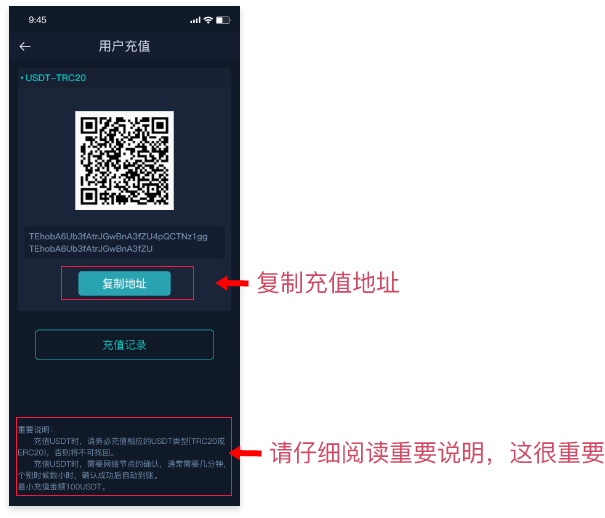 9:45
用户充值
• USDT-TRC20
TEhobA6Ub3fAtrJGwBnA3fZU4pQCTNz1gg
TEhobA6Ub3fAtrJGwBnA3fZU
复制地址
复制充值地址
充值记录
重要说明:
充值USDT时，请务必充值相应的USDT类型(TRC20或
ERC20)，否则将不可找回。
请仔细阅读重要说明，这很重要
充值USDT时，需要网络节点的确认，通常需要几分钟，
个别时候数小时，确认成功后自动到账。
最小充值金额100USDT。